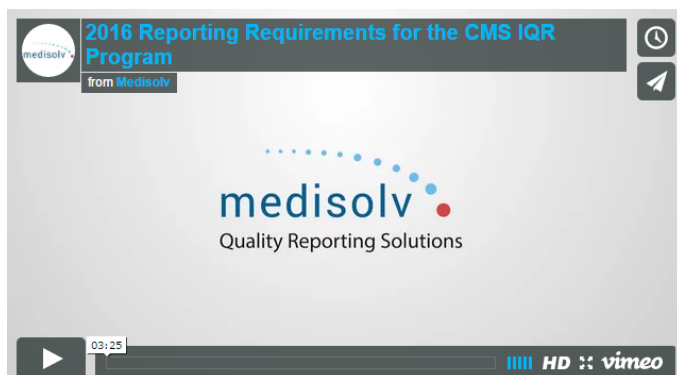 2016 Reporting Requirements for the CMS IQR
Program
from Medisolv
medisolv
medisolv
Quality Reporting Solutions
03:25
HD vimeo